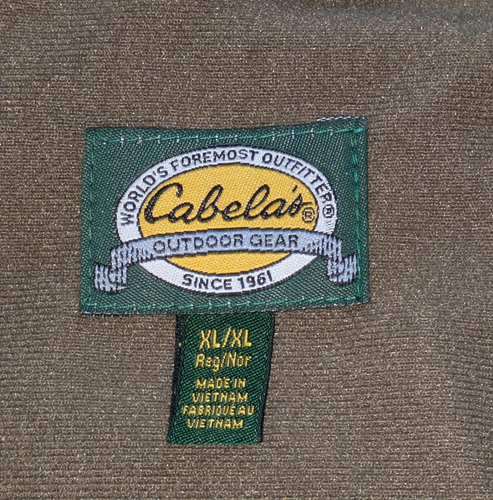 WORLD'S FOREMOST OUTFITTER®
Cabela's®
OUTDOOR GEAR
SINCE 1961
XL/XL
Reg/Nor
MADE IN
VIETNAM
FABRIQUÉ AU
VIETNAM